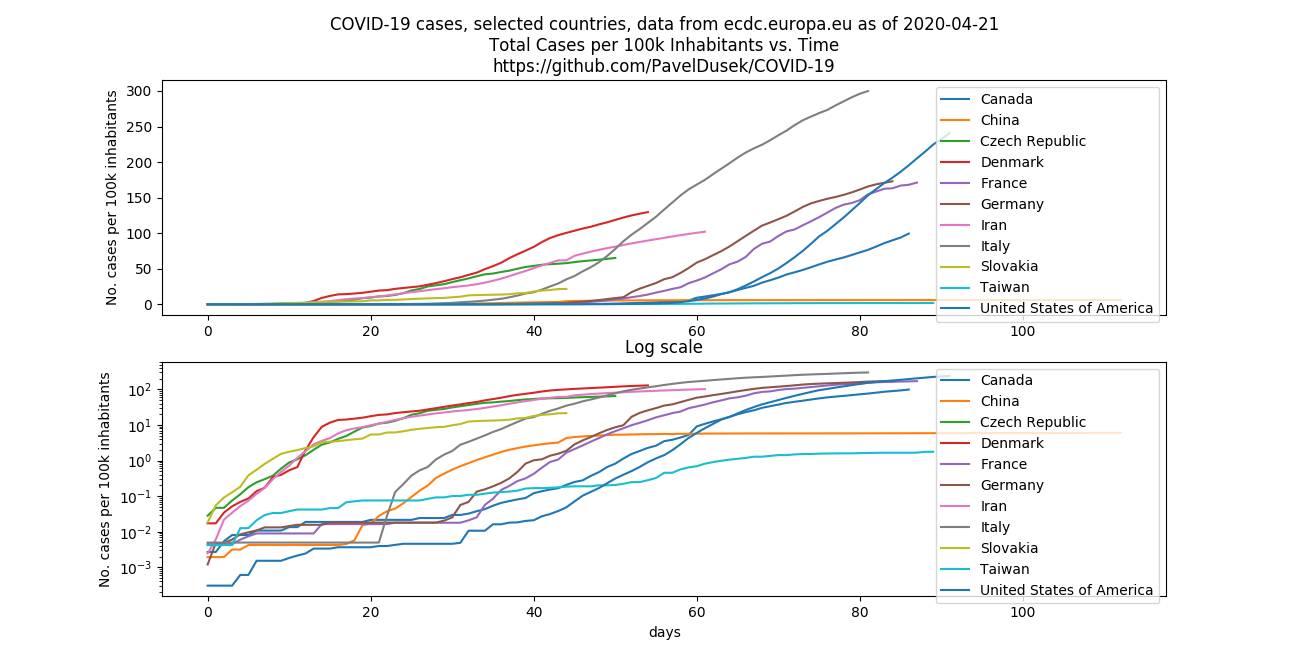 COVID-19 cases, selected countries, data from ecdc.europa.eu as of 2020-04-21
Total Cases per 100k Inhabitants vs. Time
https://github.com/PavelDusek/COVID-19
No. cases per 100k inhabitants
300
250
200
150
100
50
0
0 20 40 60 80 100
Canada
China
Czech Republic
Denmark
France
Germany
Iran
Italy
Slovakia
Taiwan
United States of America
Log scale
No. cases per 100k inhabitants
10²
10¹
10⁰
10⁻¹
10⁻²
10⁻³
0 20 40 60 80 100
days
Canada
China
Czech Republic
Denmark
France
Germany
Iran
Italy
Slovakia
Taiwan
United States of America